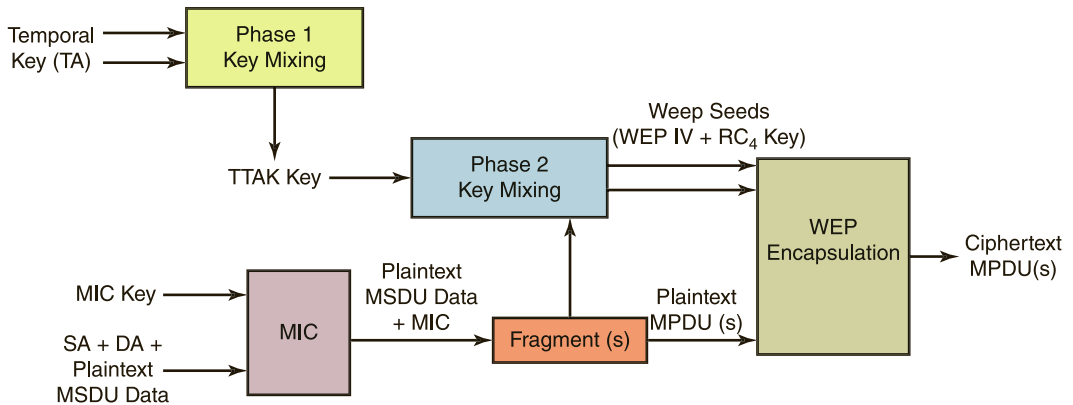 Temporal
Key (TA)
Phase 1
Key Mixing
TTAK Key
Phase 2
Key Mixing
Weep Seeds
(WEP IV + RC₄ Key)
WEP
Encapsulation
Ciphertext
MPDU(s)
MIC Key
SA + DA +
Plaintext
MSDU Data
MIC
Plaintext
MSDU Data
+ MIC
Fragment (s)
Plaintext
MPDU (s)